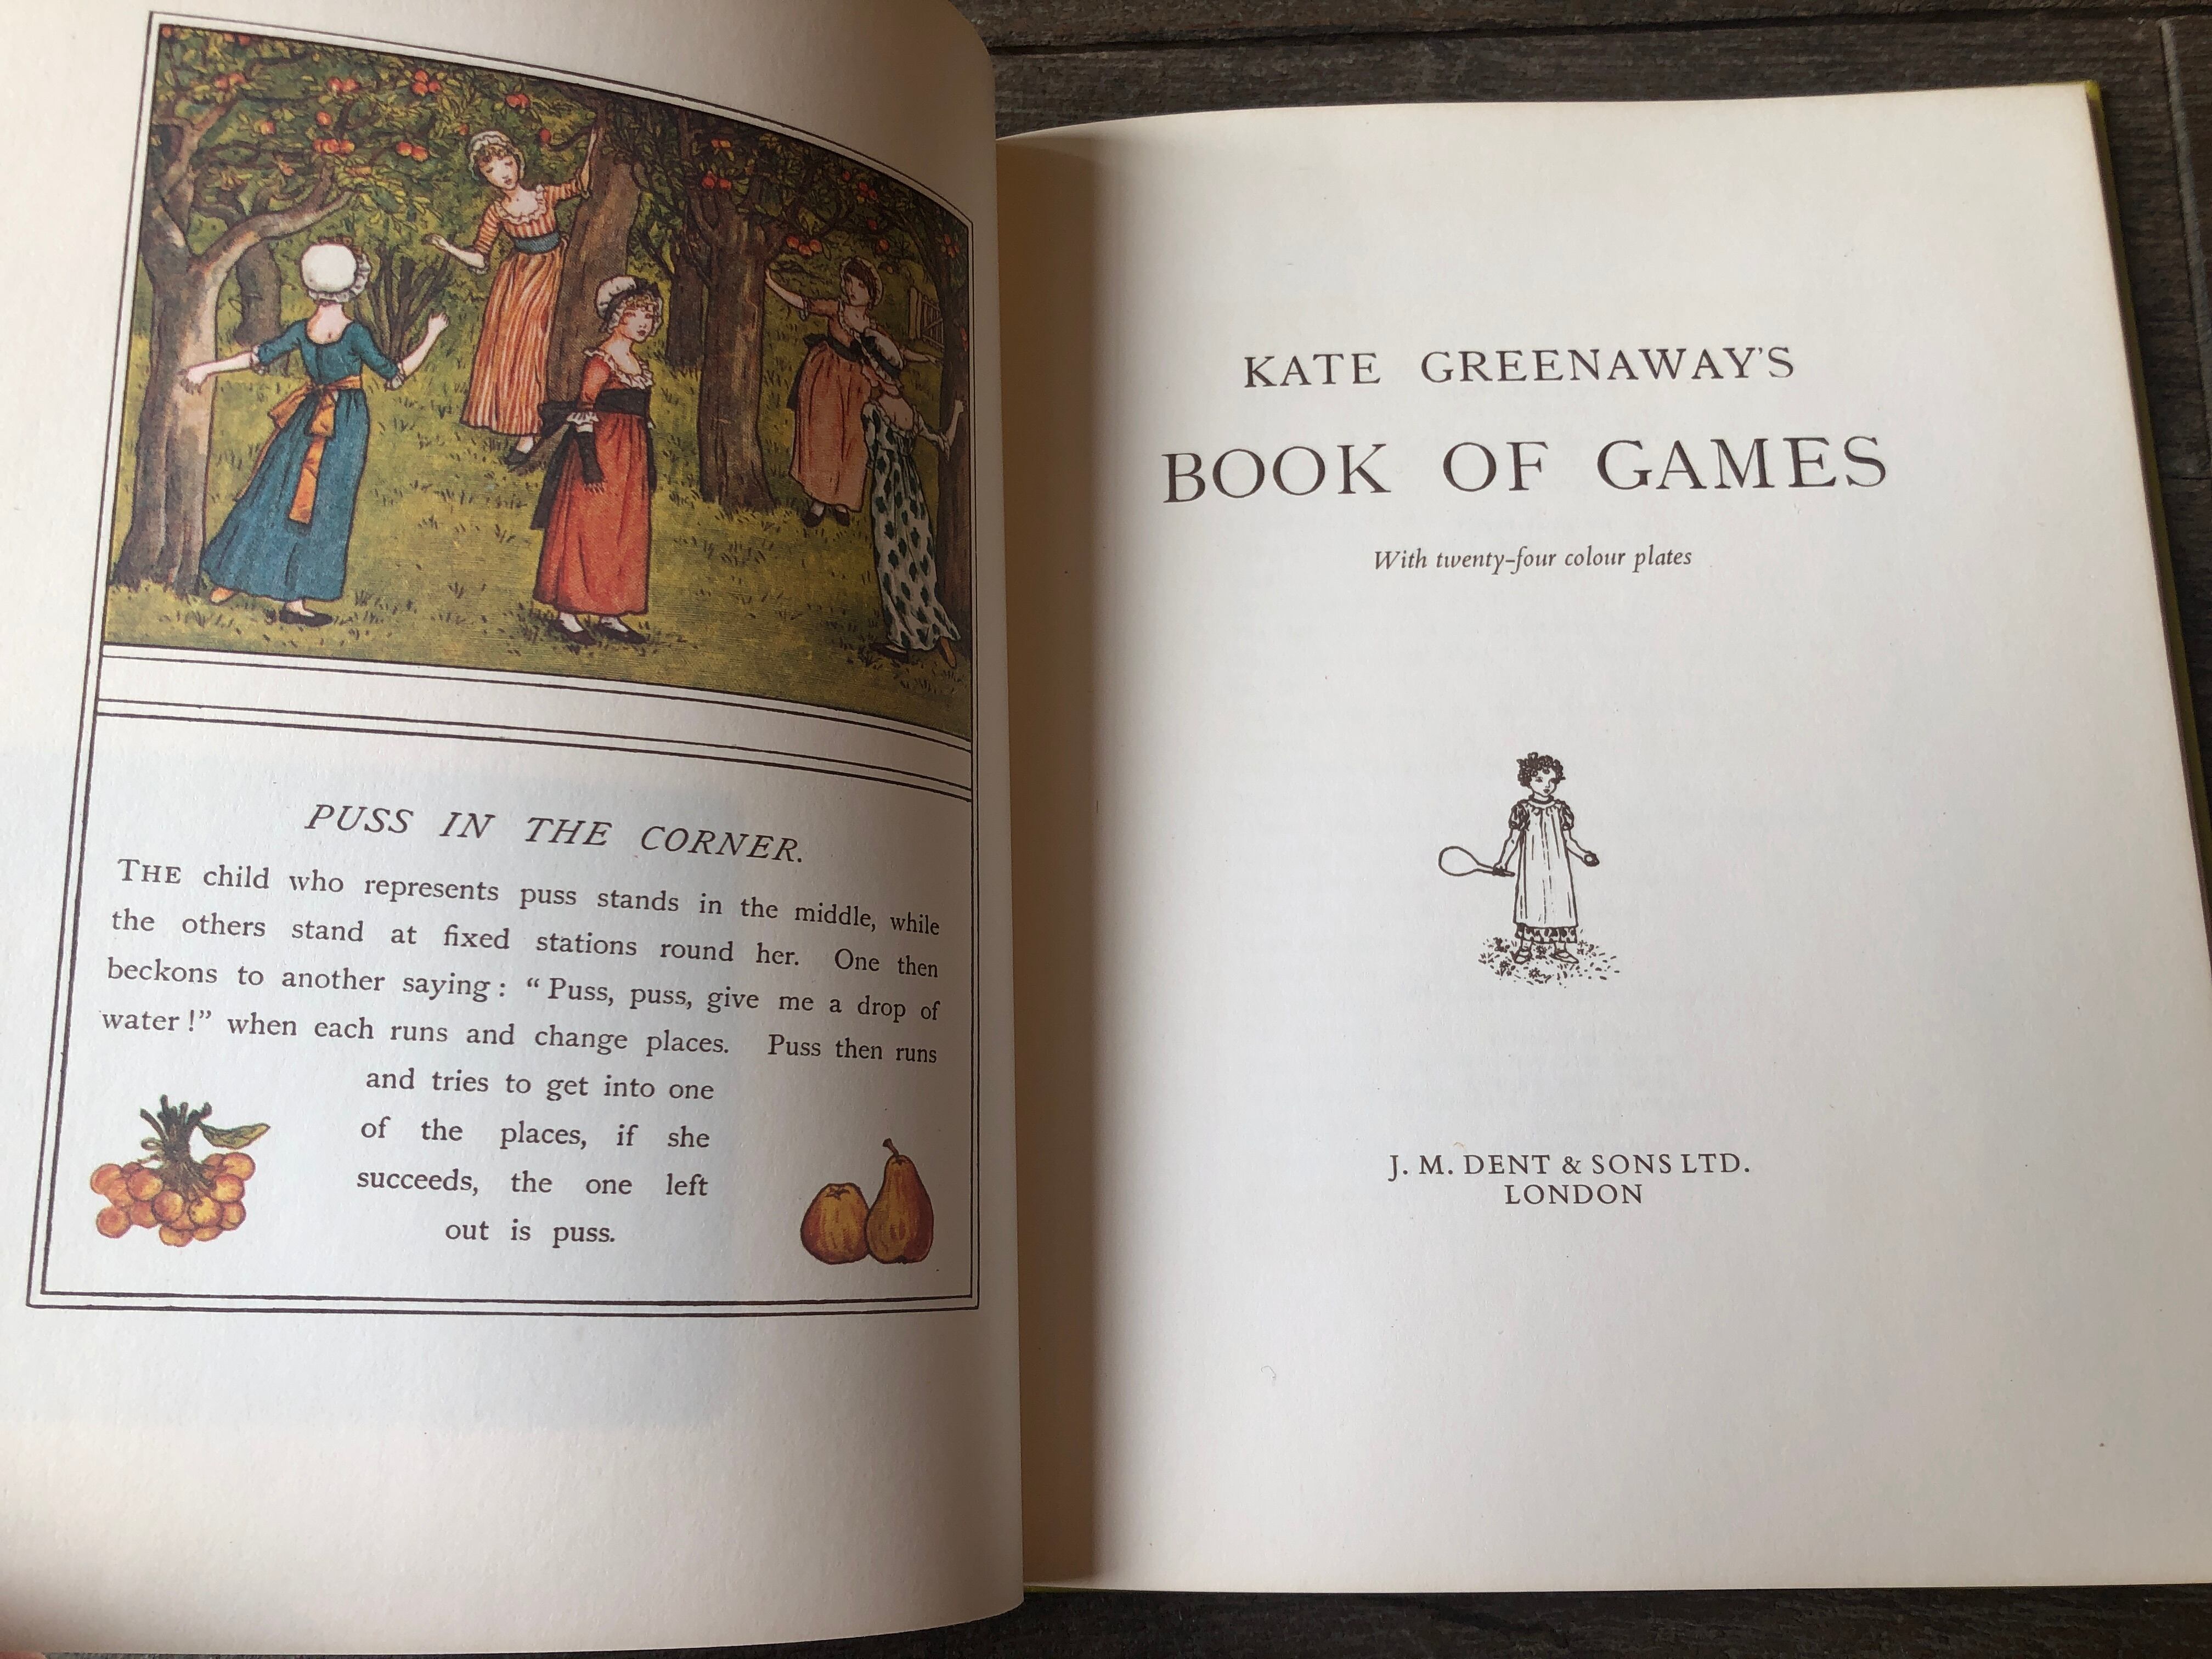 PUSS IN THE CORNER.
THE child who represents puss stands in the middle, while
the others stand at fixed stations round her. One then
beckons to another saying : “Puss, puss, give me a drop of
water !” when each runs and change places. Puss then runs
and tries to get into one
of the places, if she
succeeds, the one left
out is puss.
KATE GREENAWAY'S
BOOK OF GAMES
With twenty-four colour plates
J. M. DENT & SONS LTD.
LONDON